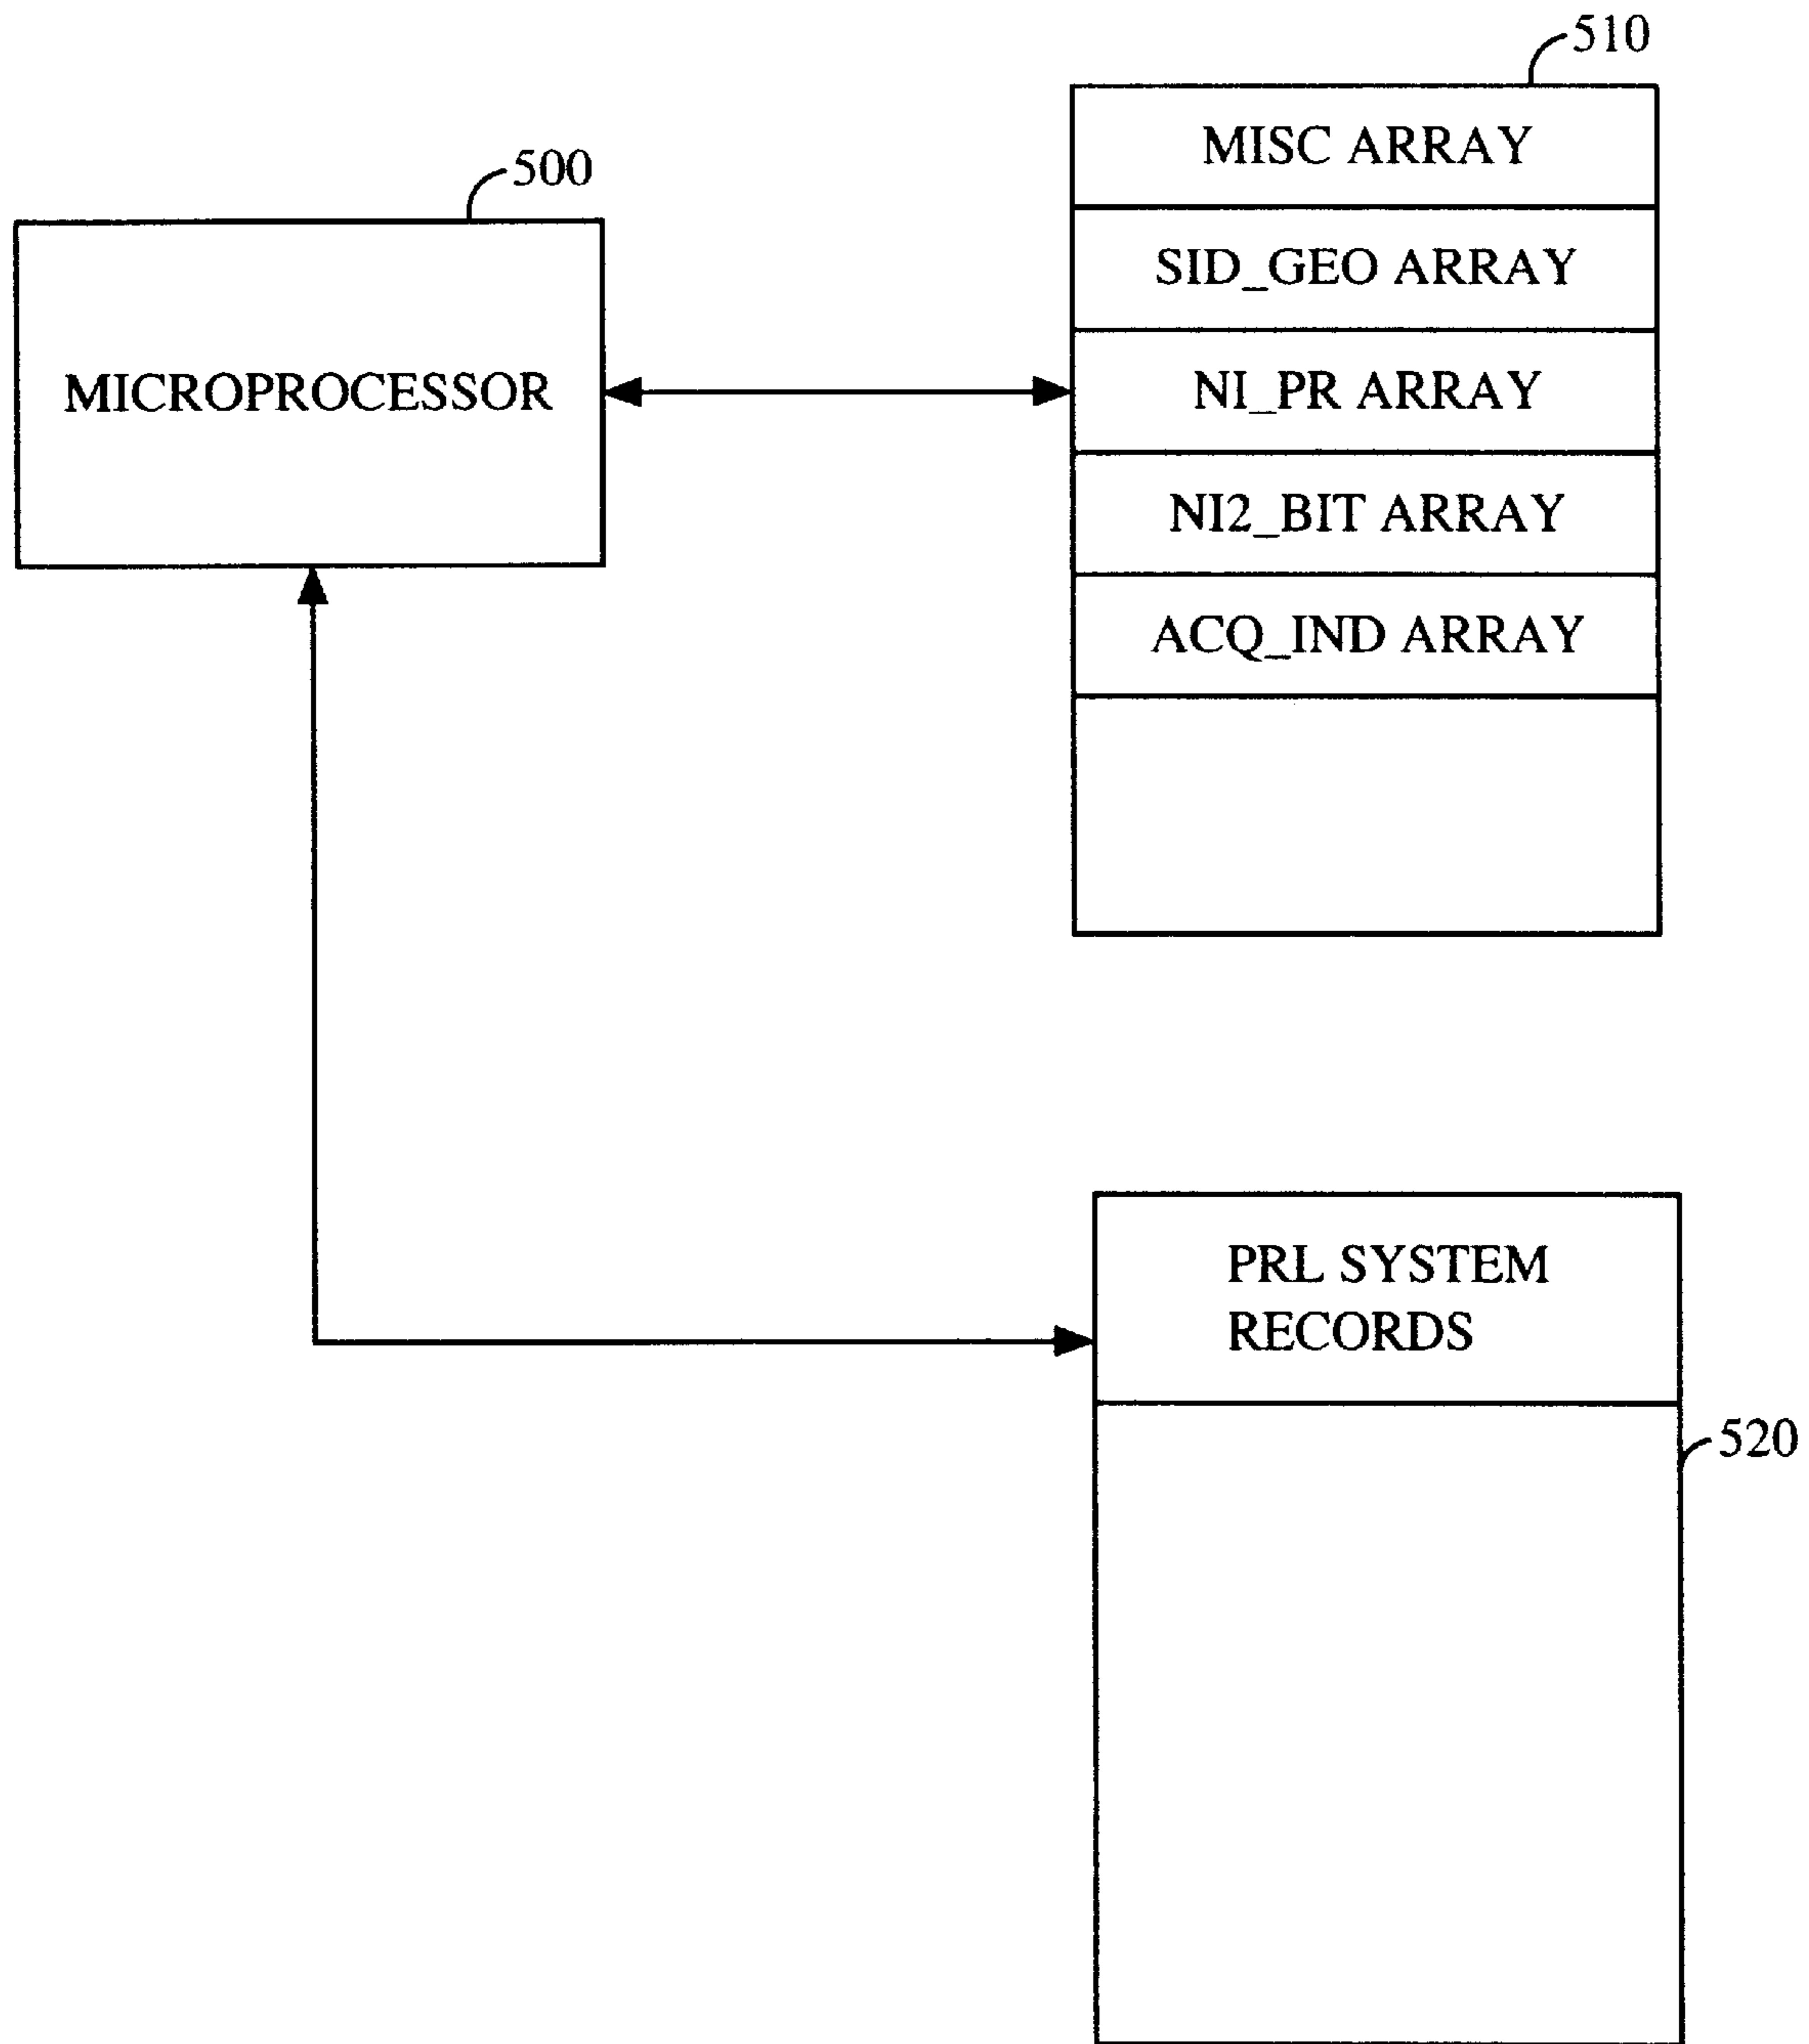 510
MISC ARRAY
500
SID_GEO ARRAY
MICROPROCESSOR
NI_PR ARRAY
NI2_BIT ARRAY
ACQ_IND ARRAY
PRL SYSTEM
RECORDS
520